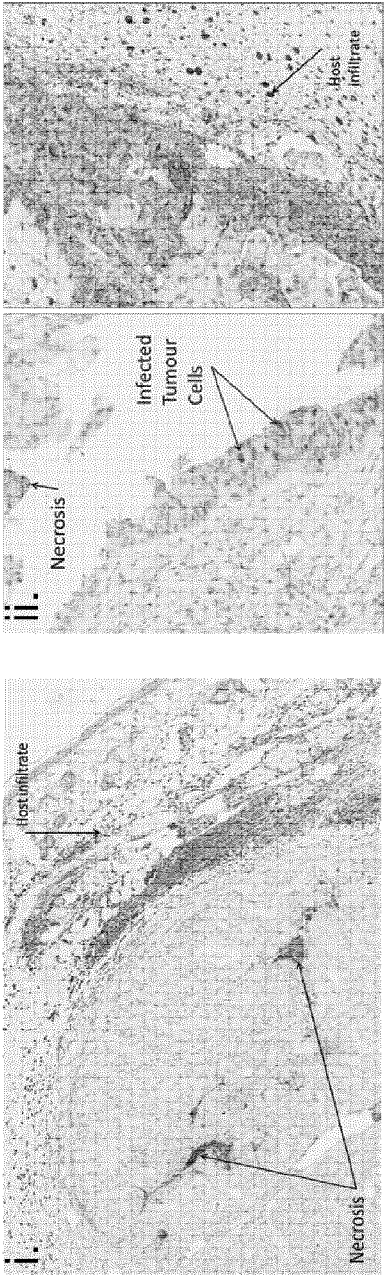 i.
Host infiltrate
Necrosis
ii.
Necrosis
Infected
Tumour
Cells
Host
infiltrate